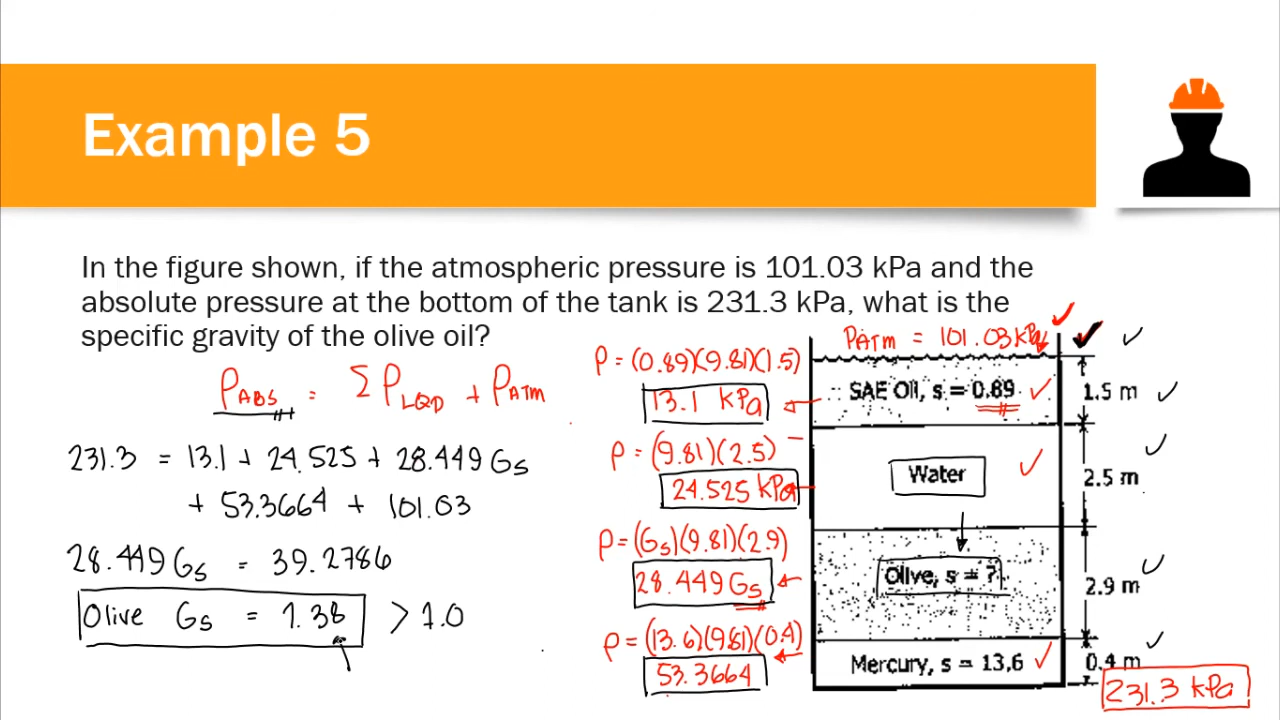 Example 5
In the figure shown, if the atmospheric pressure is 101.03 kPa and the
absolute pressure at the bottom of the tank is 231.3 kPa, what is the
specific gravity of the olive oil?
PABS = Σ PLQD + PATM
231.3 = 13.1 + 24.525 + 28.449 Gs
+ 53.3664 + 101.03
28.449 Gs = 39.2786
Olive Gs = 1.38 > 1.0
P = (0.89)(9.81)(1.5)
13.1 kPa
P = (9.81)(2.5)
24.525 kPa
P = (Gs)(9.81)(2.9)
28.449 Gs
P = (13.6)(9.81)(0.4)
53.3664
PATM = 101.03 kPa
SAE Oil, s = 0.89
1.5 m
Water
2.5 m
Olive, s = ?
2.9 m
Mercury, s = 13,6
0.4 m
231.3 kPa